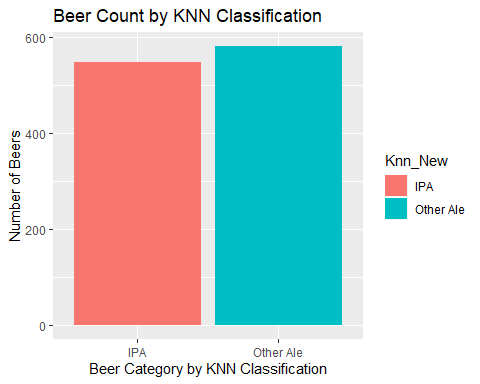 Beer Count by KNN Classification
600
400
200
0
Number of Beers
IPA Other Ale
Beer Category by KNN Classification
Knn_New
IPA
Other Ale